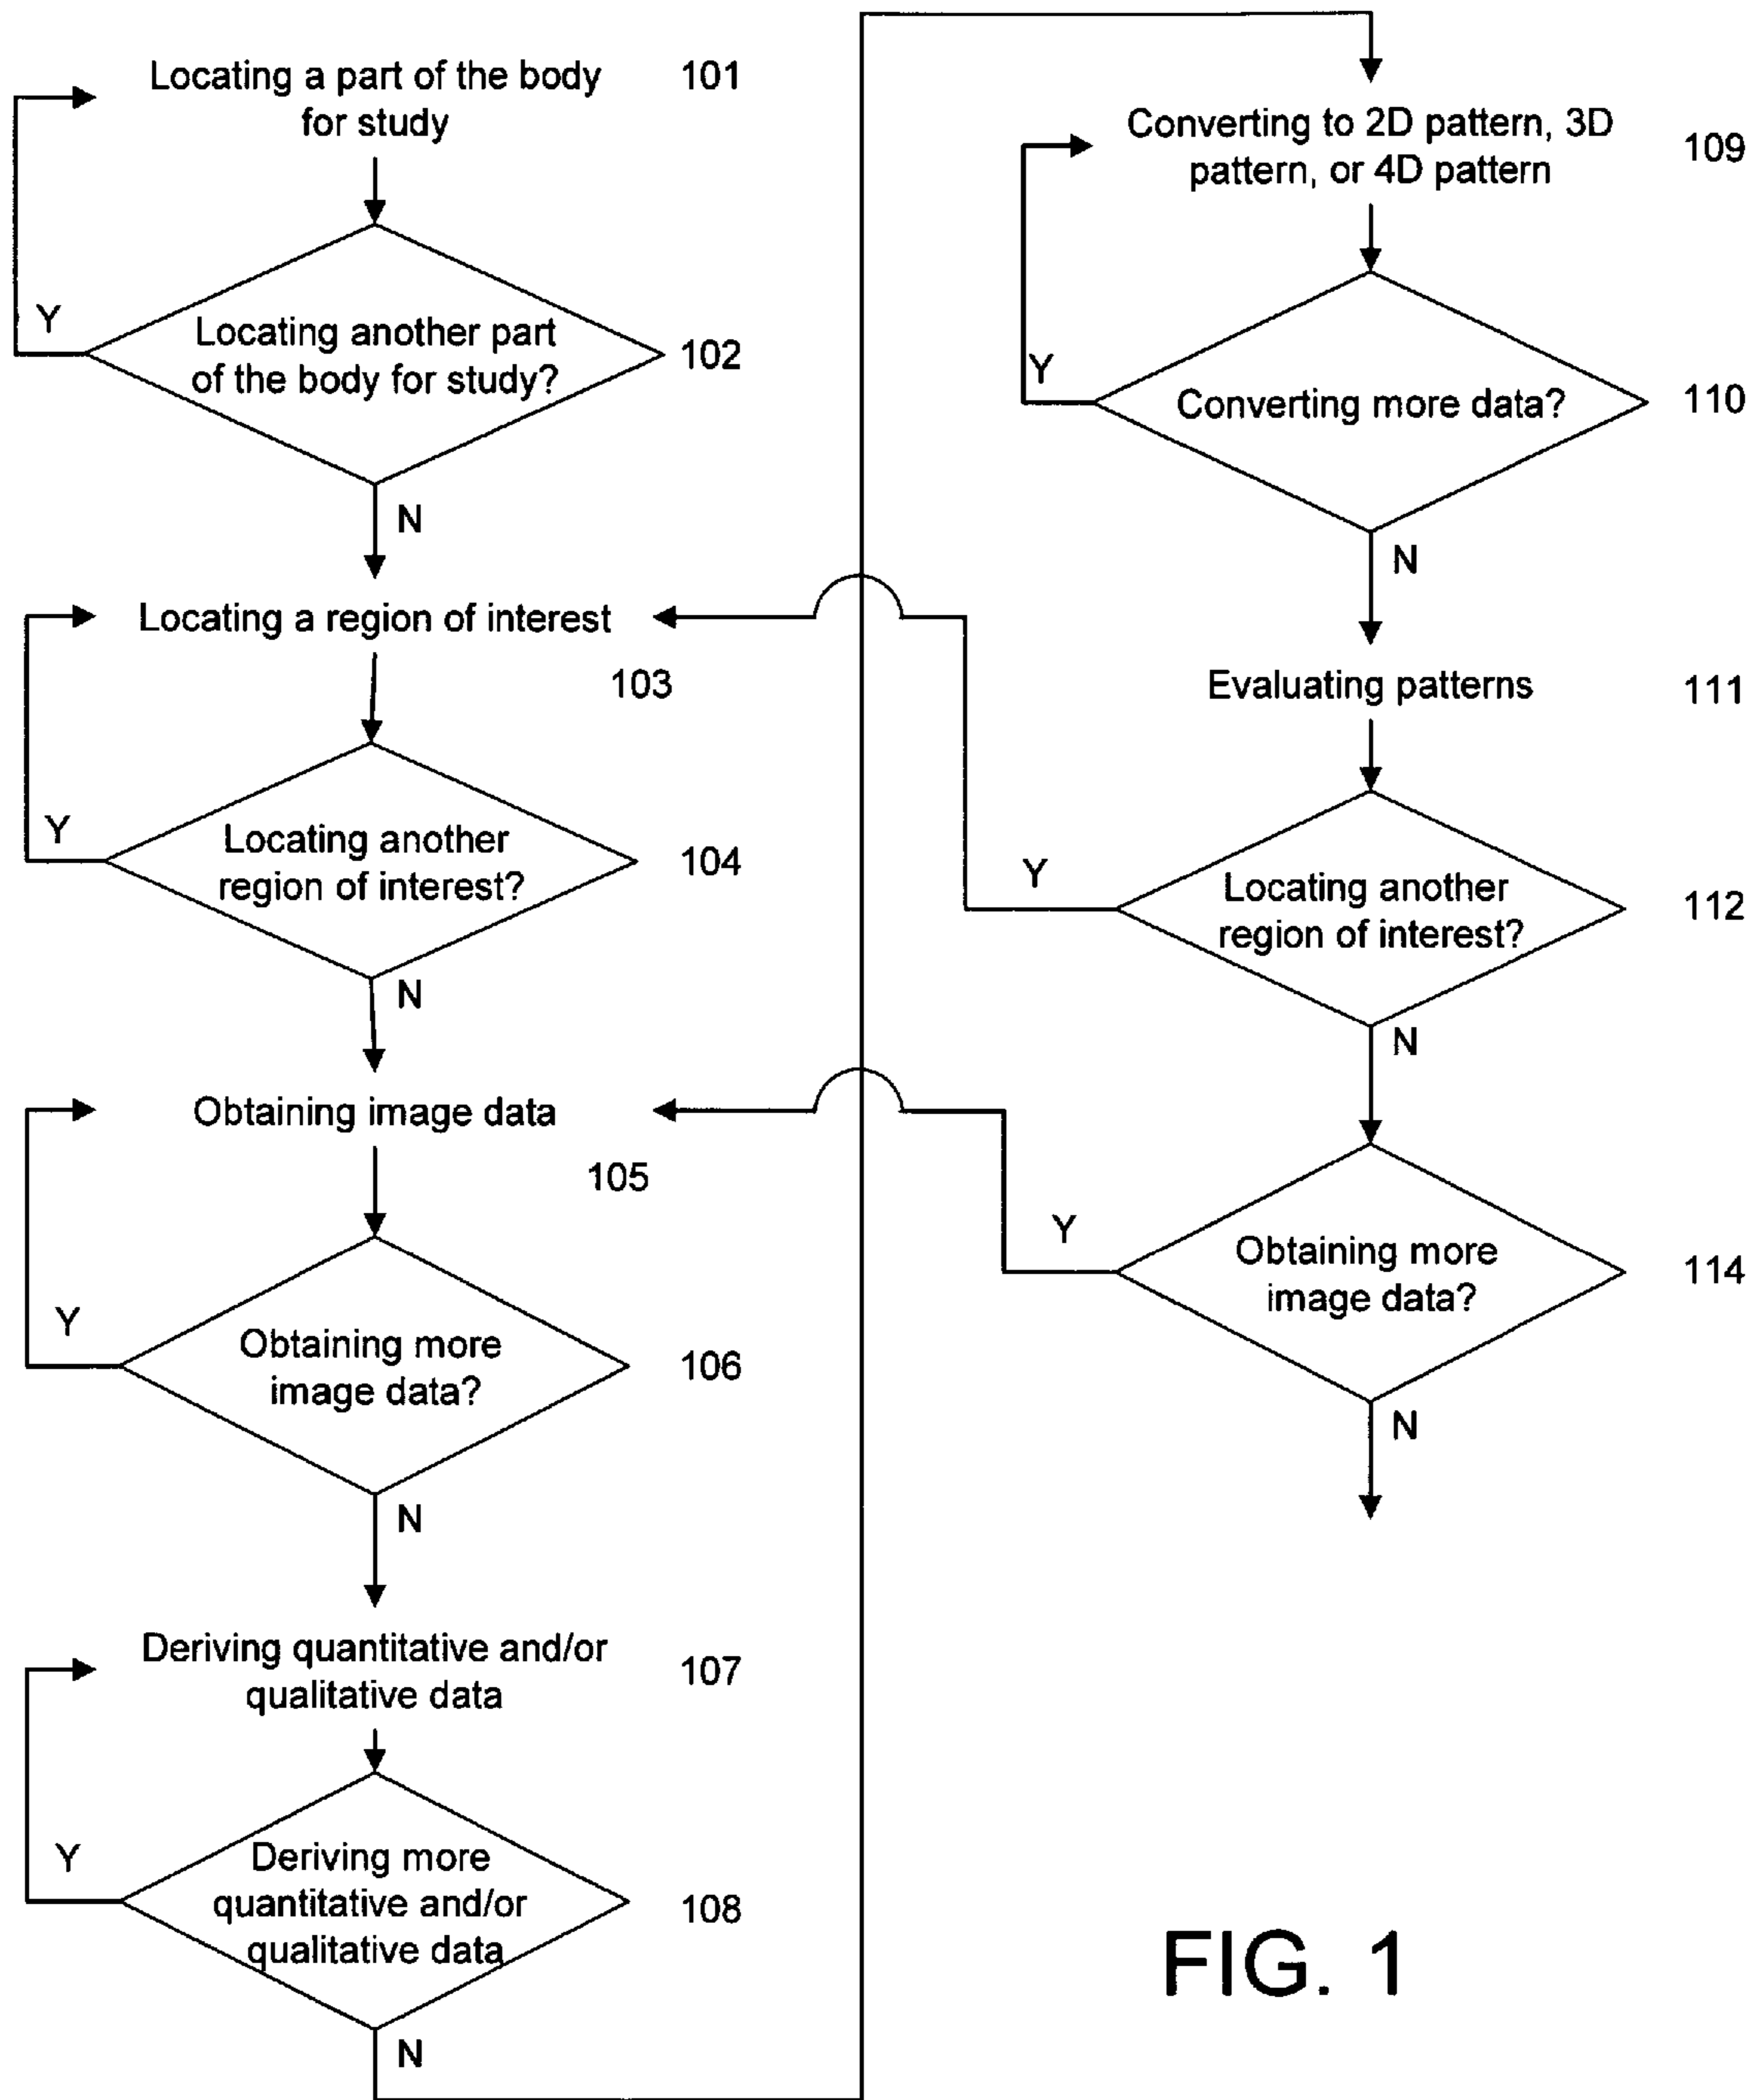 Locating a part of the body
for study
101
Y
Locating another part
of the body for study?
102
N
Locating a region of interest
103
Y
Locating another
region of interest?
104
N
Obtaining image data
105
Y
Obtaining more
image data?
106
N
Deriving quantitative and/or
qualitative data
107
Y
Deriving more
quantitative and/or
qualitative data
108
N
Converting to 2D pattern, 3D
pattern, or 4D pattern
109
Y
Converting more data?
110
N
Evaluating patterns
111
Y
Locating another
region of interest?
112
N
Y
Obtaining more
image data?
114
N
FIG. 1